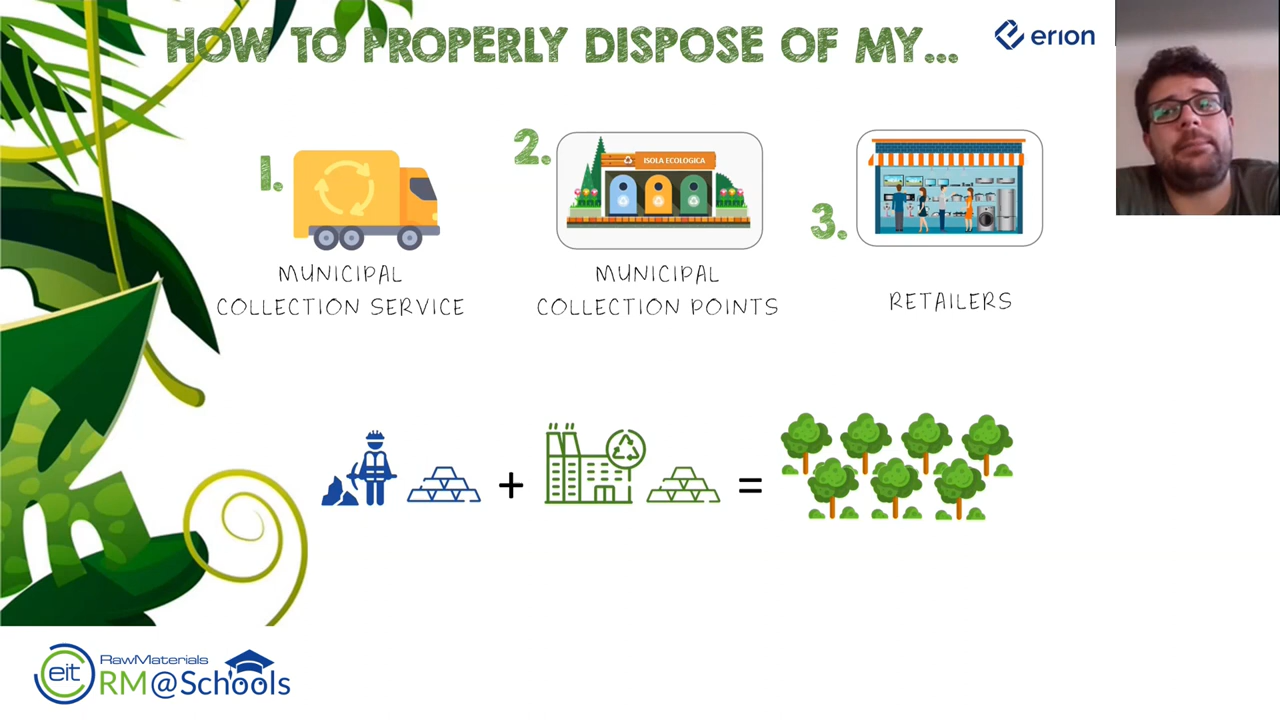 HOW TO PROPERLY DISPOSE OF MY...
erion
1.
MUNICIPAL
COLLECTION SERVICE
2.
ISOLA ECOLOGICA
MUNICIPAL
COLLECTION POINTS
3.
RETAILERS
+
=
eit
RawMaterials
RM@Schools